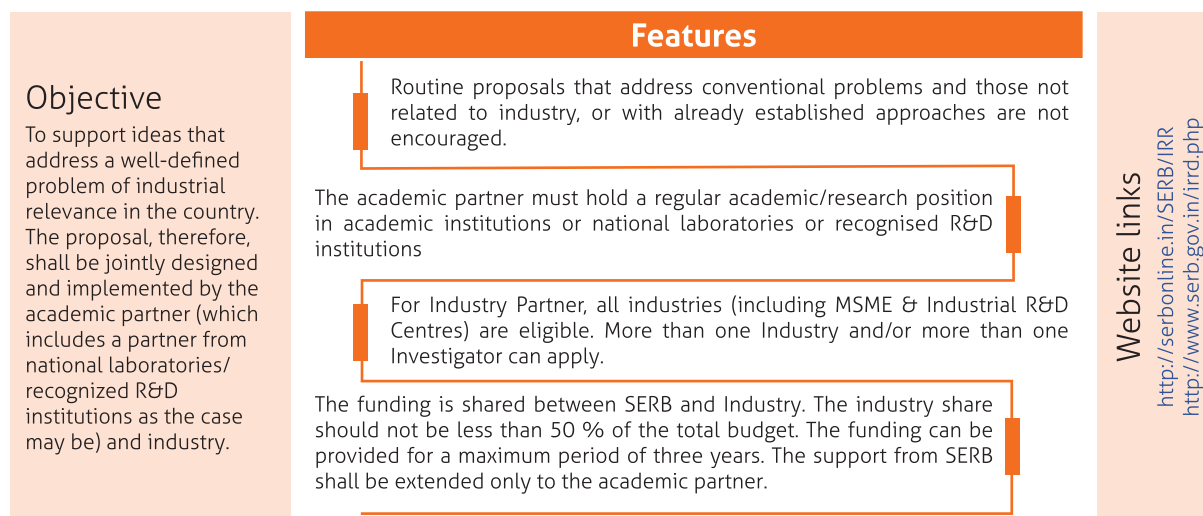 Objective
To support ideas that
address a well-defined
problem of industrial
relevance in the country.
The proposal, therefore,
shall be jointly designed
and implemented by the
academic partner (which
includes a partner from
national laboratories/
recognized R&D
institutions as the case
may be) and industry.
Features
Routine proposals that address conventional problems and those not
related to industry, or with already established approaches are not
encouraged.
The academic partner must hold a regular academic/research position
in academic institutions or national laboratories or recognised R&D
institutions
For Industry Partner, all industries (including MSME & Industrial R&D
Centres) are eligible. More than one Industry and/or more than one
Investigator can apply.
The funding is shared between SERB and Industry. The industry share
should not be less than 50 % of the total budget. The funding can be
provided for a maximum period of three years. The support from SERB
shall be extended only to the academic partner.
Website links
http://serbonline.in/SERB/IRR
http://www.serb.gov.in/irrd.php